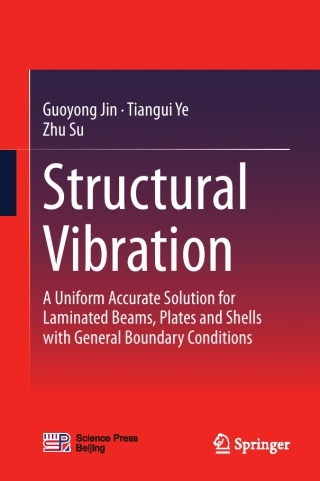 Guoyong Jin · Tiangui Ye
Zhu Su
Structural
Vibration
A Uniform Accurate Solution for
Laminated Beams, Plates and Shells
with General Boundary Conditions
Science Press
Beijing
Springer